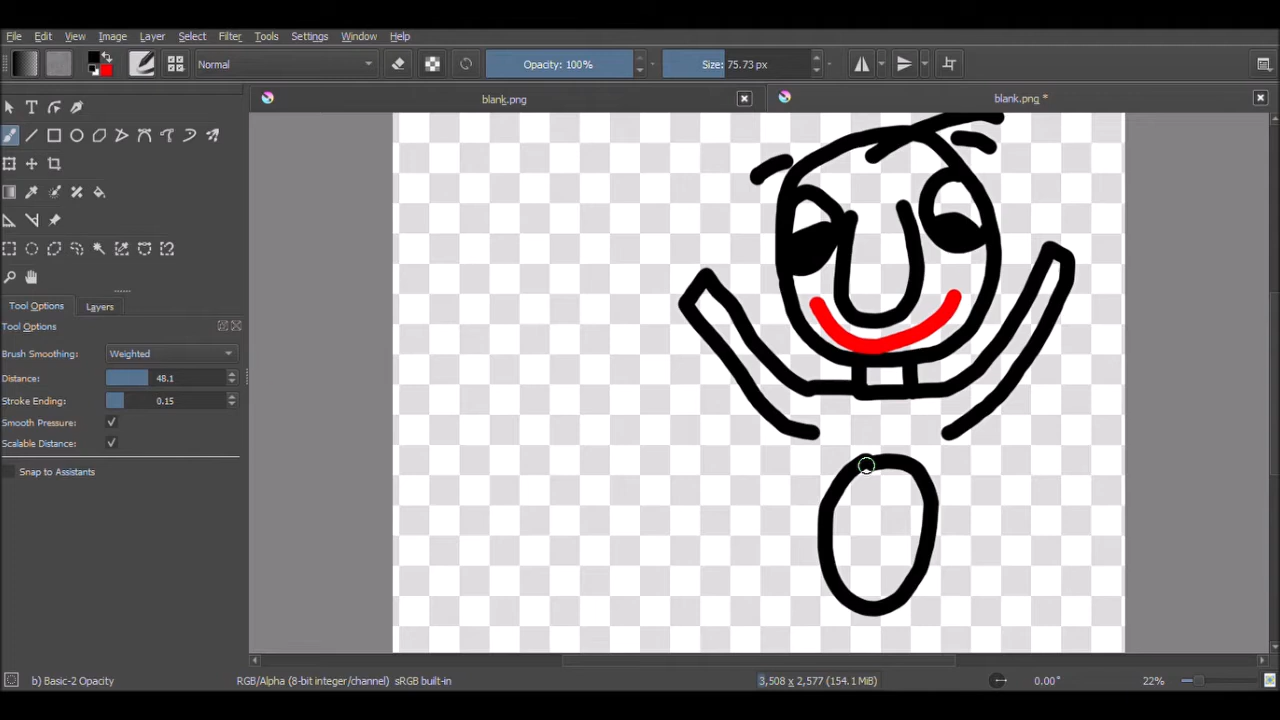 File Edit View Image Layer Select Filter Tools Settings Window Help
Normal Opacity: 100% Size: 75.73 px
blank.png blank.png *
Tool Options Layers
Tool Options
Brush Smoothing: Weighted
Distance: 48.1
Stroke Ending: 0.15
Smooth Pressure:
Scalable Distance:
Snap to Assistants
b) Basic-2 Opacity RGB/Alpha (8-bit integer/channel) sRGB built-in 3,508 x 2,577 (154.1 MiB) 0.00° 22%